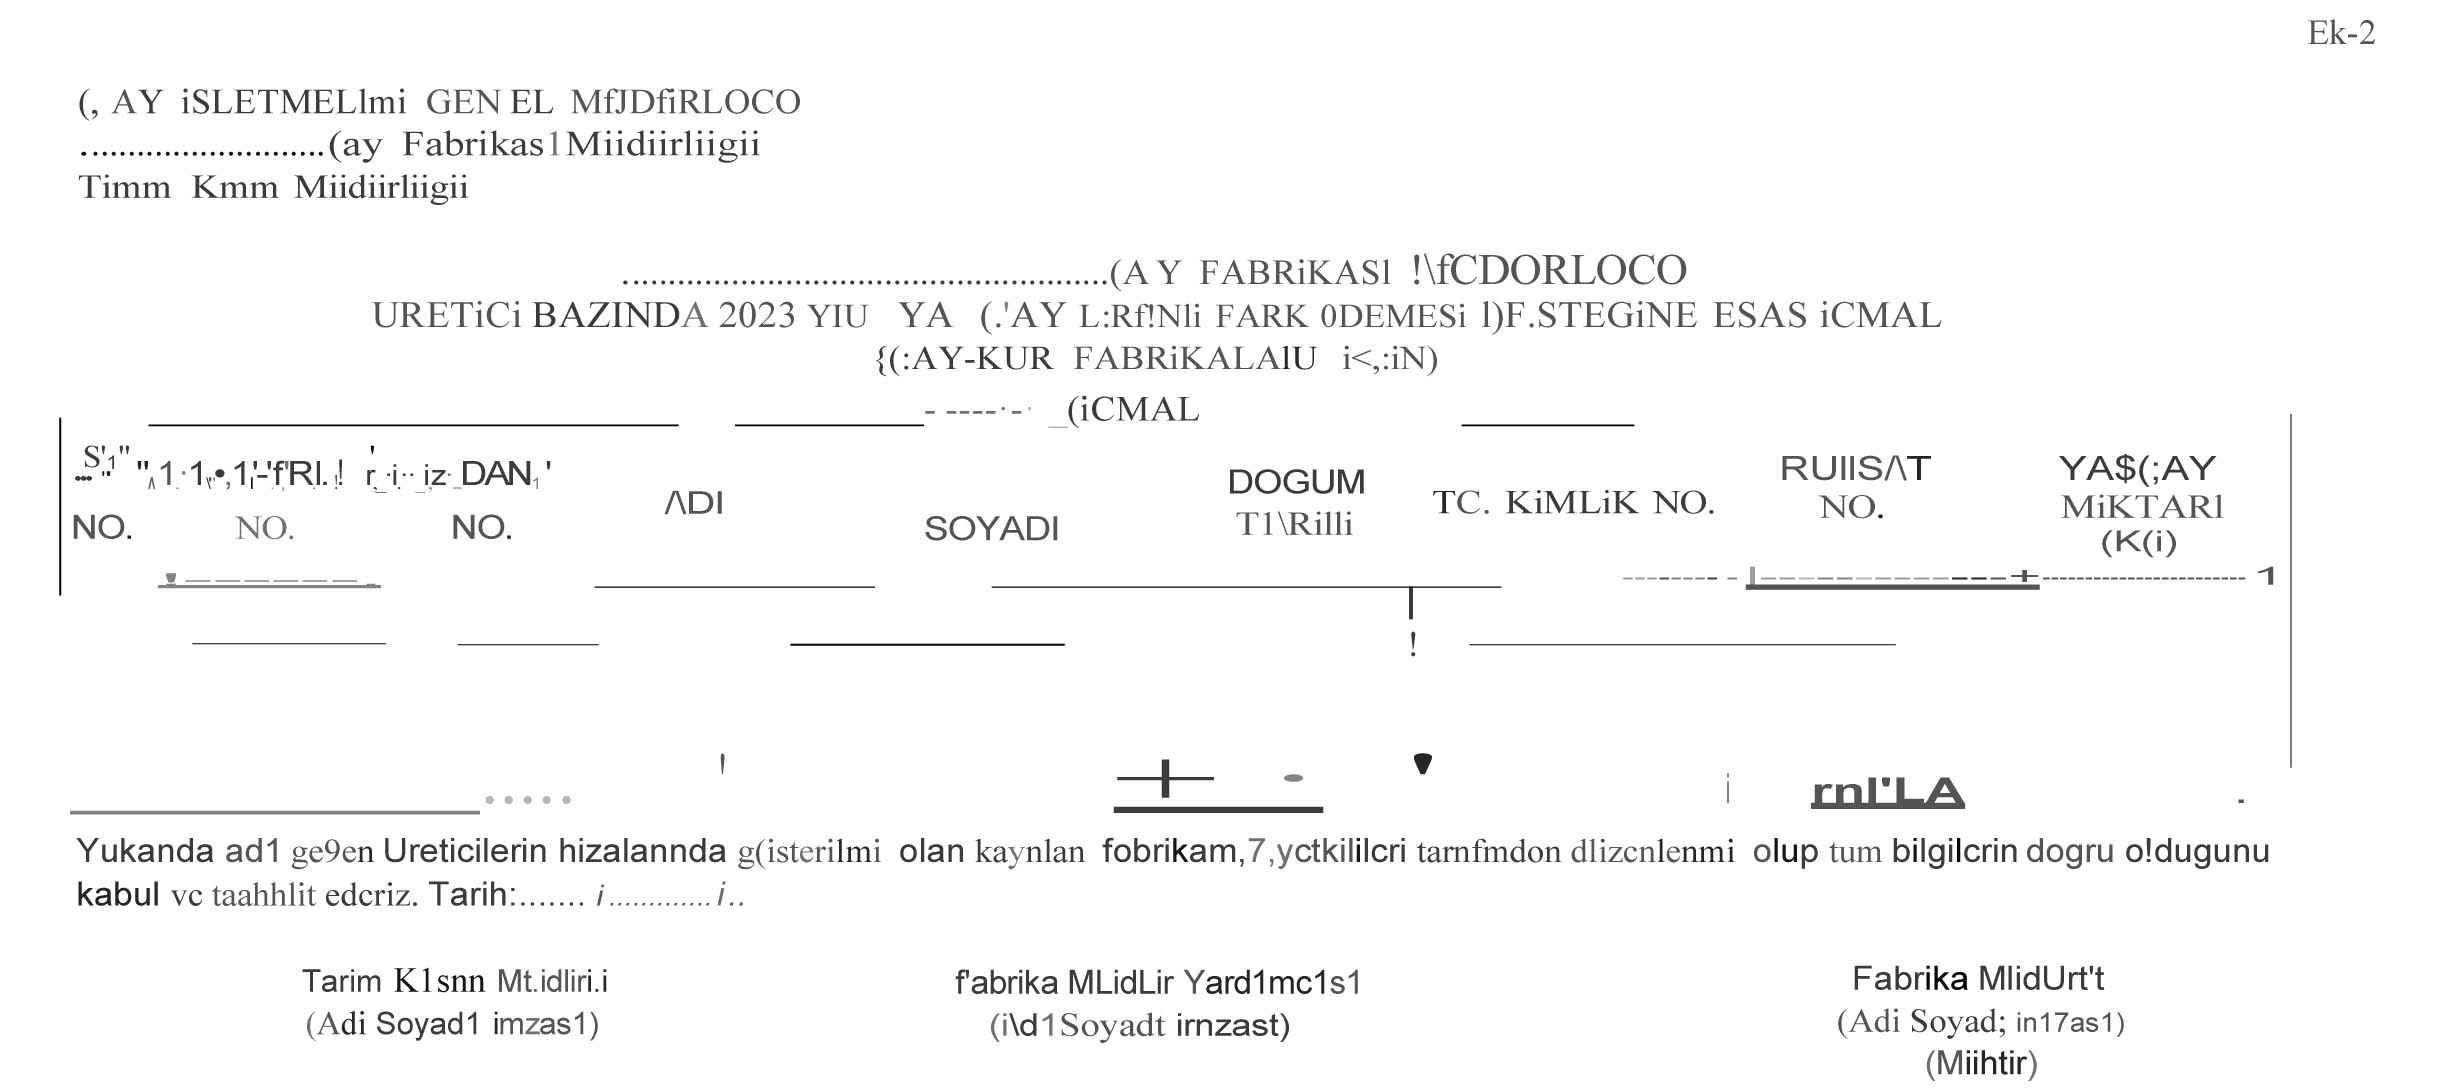 Ek-2
(, AY iSLETMELlmi GEN EL MfJDfiRLOCO
..........................(ay Fabrikas1 Miidiirliigii
Timm Kmm Miidiirliigii
....................................................(A Y FABRiKASl !\fCDORLOCO
URETiCi BAZINDA 2023 YIU YA (.'AY L:Rf!Nli FARK 0DEMESi l)F.STEGiNE ESAS iCMAL
{(:AY-KUR FABRiKALAlU i<,:iN)
_(iCMAL
DAN
NO. NO. NO.
/\DI
SOYADI
DOGUM
T1\Rilli
TC. KiMLiK NO.
RUIIS/\T
NO.
YA$(;AY
MiKTARl
(K(i)
rnl'LA
Yukanda ad1 ge9en Ureticilerin hizalannda g(isterilmi olan kaynlan fobrikam,7,yctkililcri tarnfmdon dlizcnlenmi olup tum bilgilcrin dogru o!dugunu
kabul vc taahhlit edcriz. Tarih:....... i.............i..
Tarim K1snn Mt.idliri.i
(Adi Soyad1 imzas1)
f'abrika MLidLir Yard1mc1s1
(i\d1Soyadt irnzast)
Fabrika MlidUrt't
(Adi Soyad; in17as1)
(Miihtir)